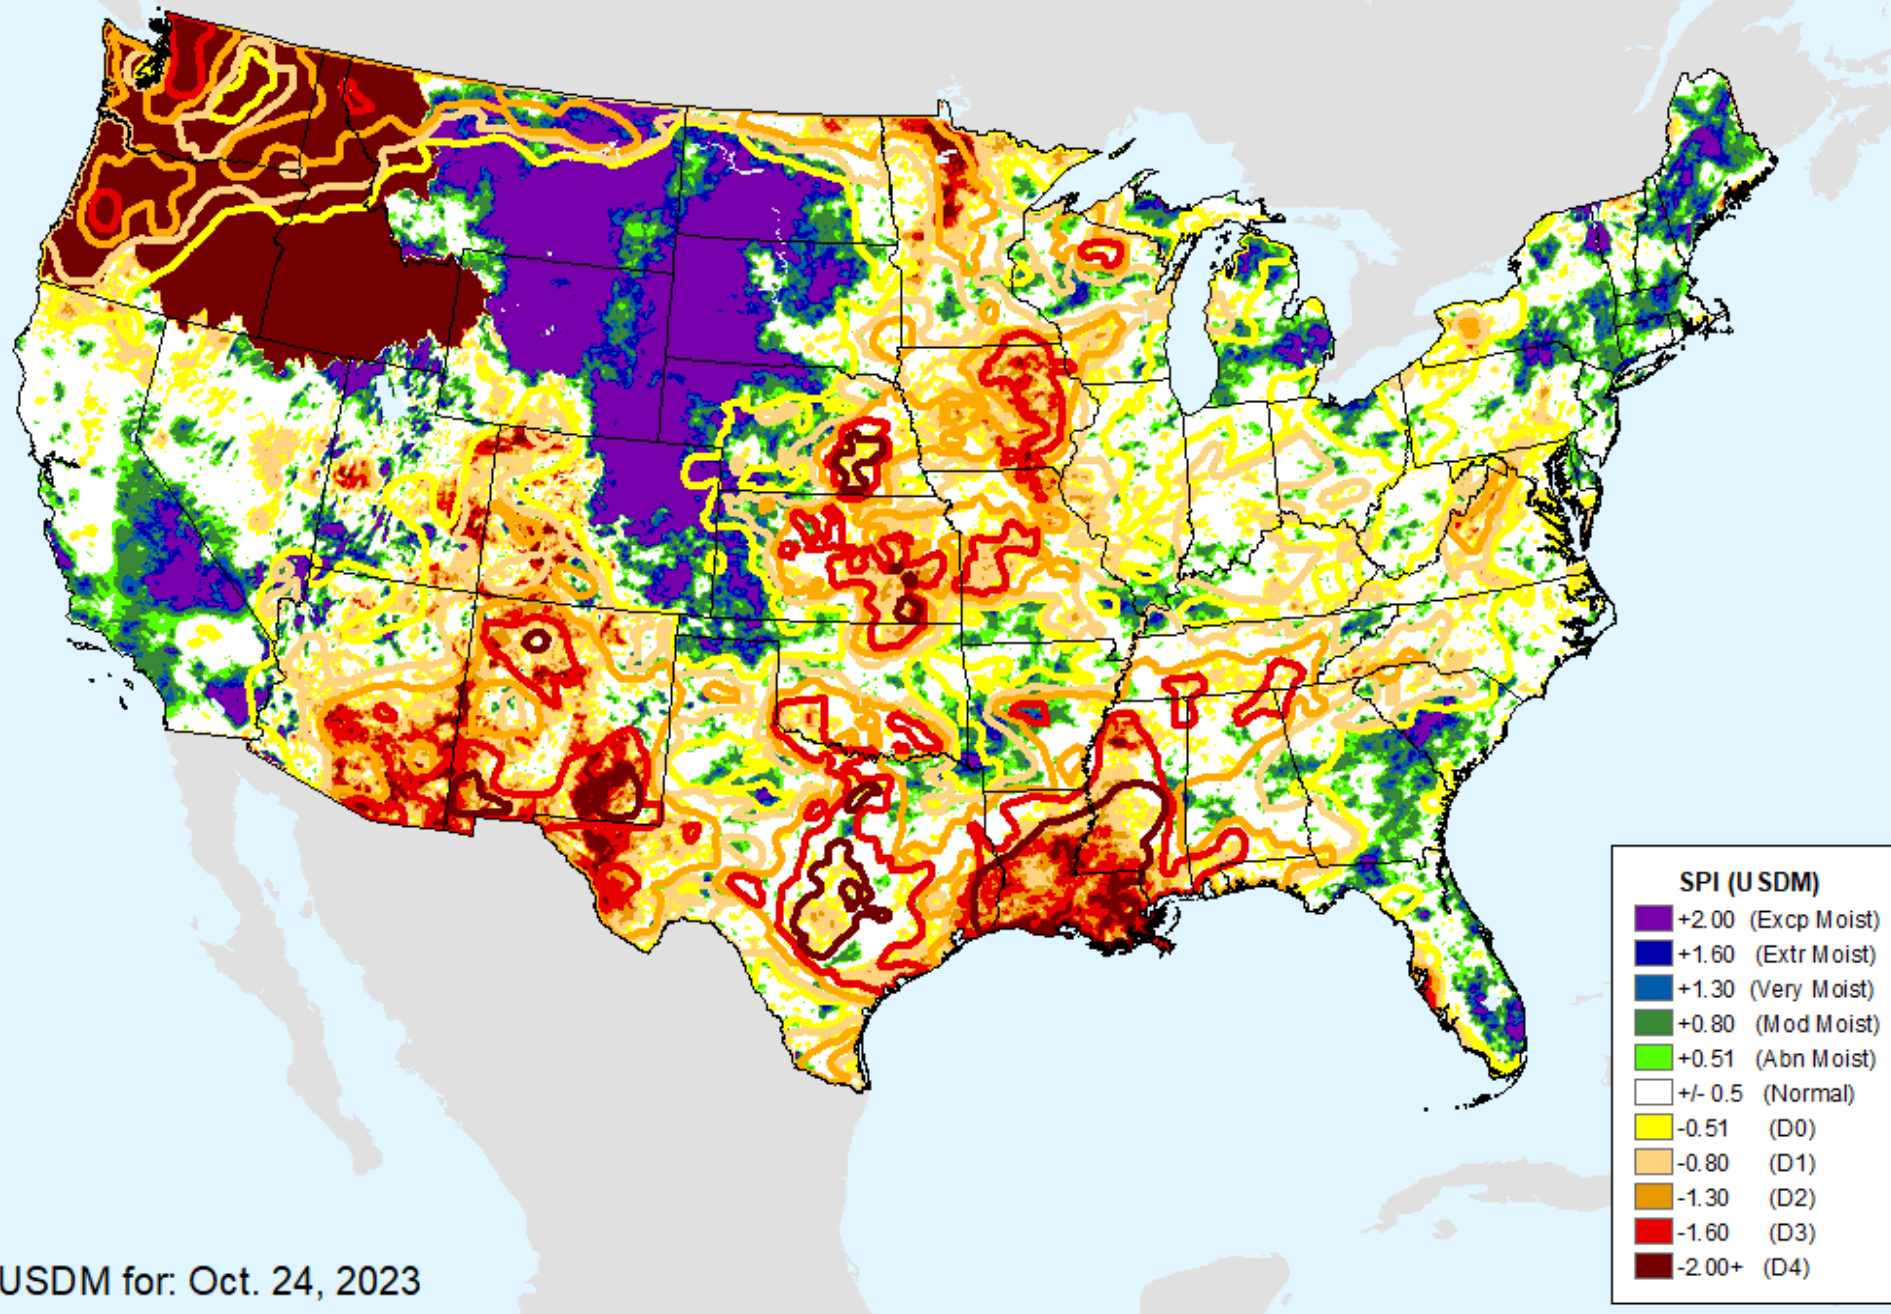 SPI (USDM)
+2.00 (Excp Moist)
+1.60 (Extr Moist)
+1.30 (Very Moist)
+0.80 (Mod Moist)
+0.51 (Abn Moist)
+/- 0.5 (Normal)
-0.51 (D0)
-0.80 (D1)
-1.30 (D2)
-1.60 (D3)
-2.00+ (D4)
USDM for: Oct. 24, 2023